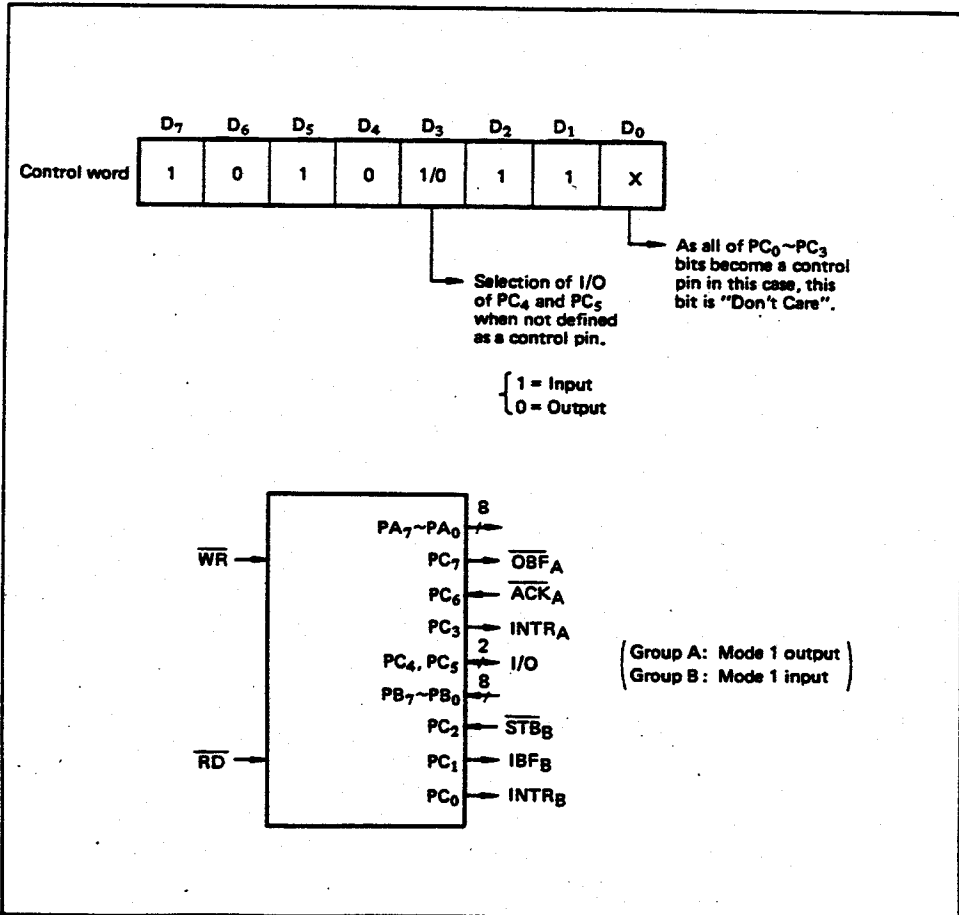 D7 D6 D5 D4 D3 D2 D1 D0
Control word 1 0 1 0 1/0 1 1 X
As all of PC0~PC3
bits become a control
pin in this case, this
bit is "Don't Care".
Selection of I/O
of PC4 and PC5
when not defined
as a control pin.
1 = Input
0 = Output
8
PA7~PA0
WR PC7 OBFA
PC6 ACKA
PC3 INTRA
2
PC4, PC5 I/O
8
PB7~PB0
PC2 STBB
RD PC1 IBFB
PC0 INTRB
(Group A: Mode 1 output
Group B: Mode 1 input)